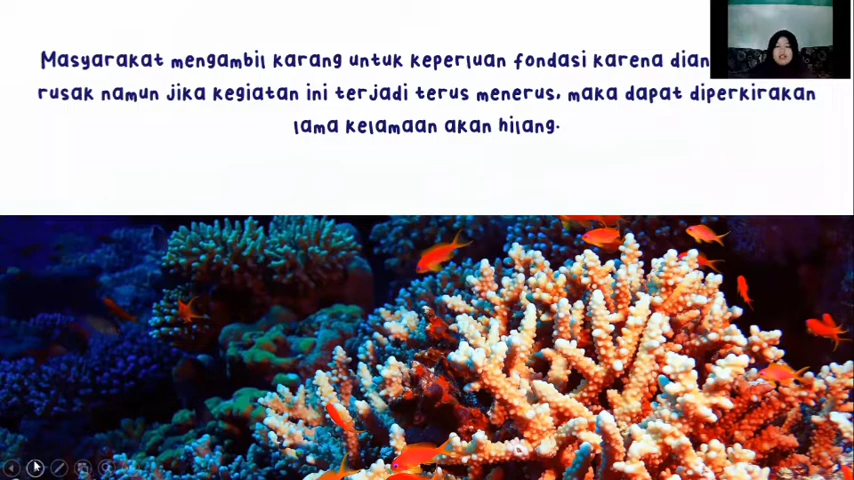 Masyarakat mengambil karang untuk keperluan fondasi karena
rusak namun jika kegiatan ini terjadi terus menerus, maka dapat diperkirakan
lama kelamaan akan hilang.